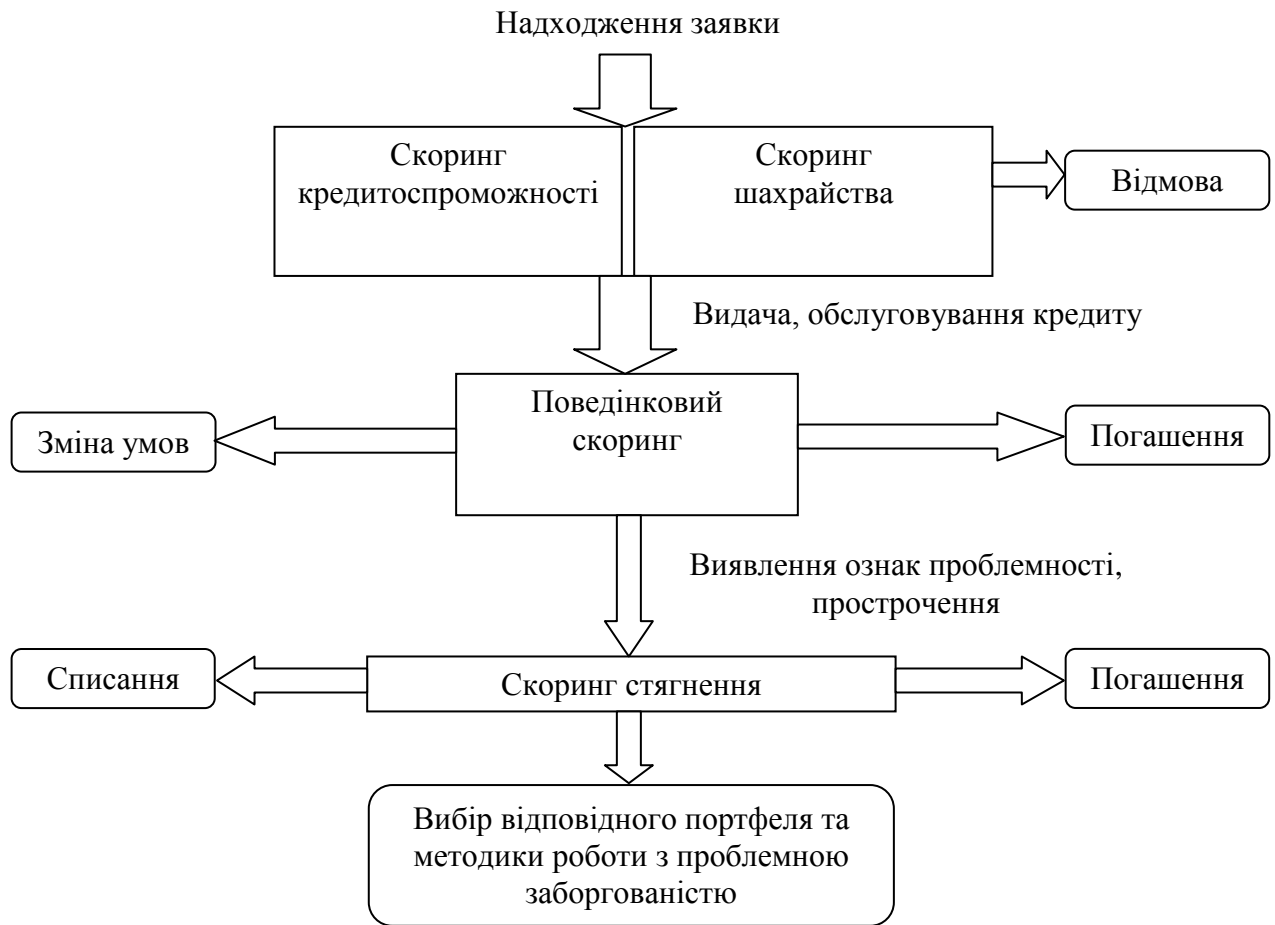 Надходження заявки
Скоринг
кредитоспроможності
Скоринг
шахрайства
Відмова
Видача, обслуговування кредиту
Поведінковий
скоринг
Зміна умов
Погашення
Виявлення ознак проблемності,
прострочення
Списання
Скоринг стягнення
Погашення
Вибір відповідного портфеля та
методики роботи з проблемною
заборгованістю